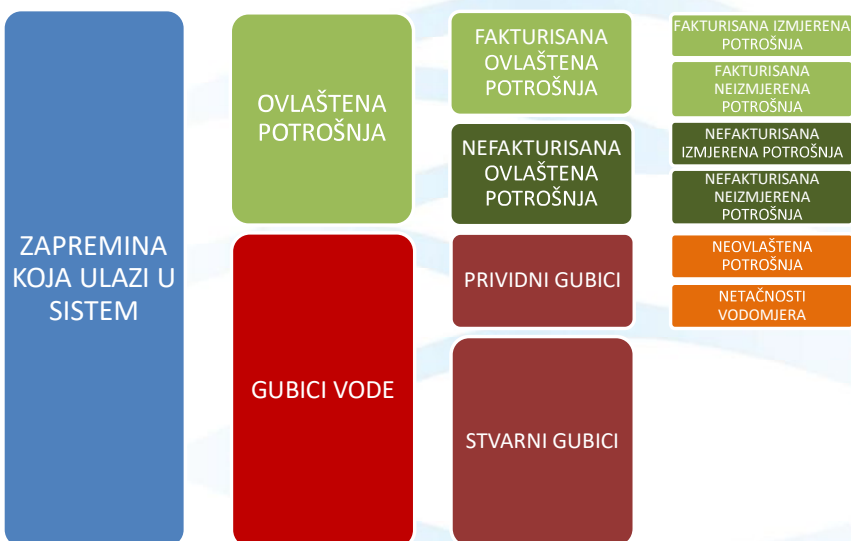 ZAPREMINA
KOJA ULAZI U
SISTEM
OVLAŠTENA
POTROŠNJA
GUBICI VODE
FAKTURISANA
OVLAŠTENA
POTROŠNJA
NEFAKTURISANA
OVLAŠTENA
POTROŠNJA
PRIVIDNI GUBICI
STVARNI GUBICI
FAKTURISANA IZMJERENA
POTROŠNJA
FAKTURISANA
NEIZMJERENA
POTROŠNJA
NEFAKTURISANA
IZMJERENA POTROŠNJA
NEFAKTURISANA
NEIZMJERENA
POTROŠNJA
NEOVLAŠTENA
POTROŠNJA
NETAČNOSTI
VODOMJERA